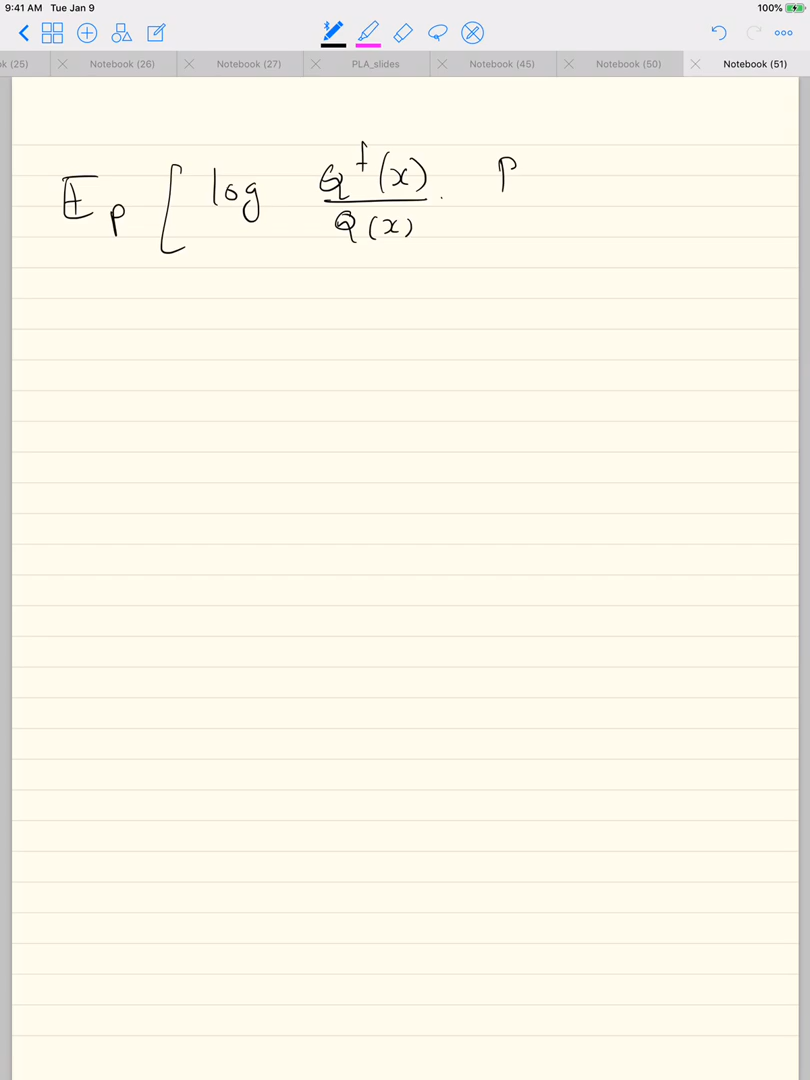 9:41 AM Tue Jan 9 100%
k (25) Notebook (26) Notebook (27) PLA_slides Notebook (45) Notebook (50) Notebook (51)
E_P [ log Q^f(x)/Q(x) . P